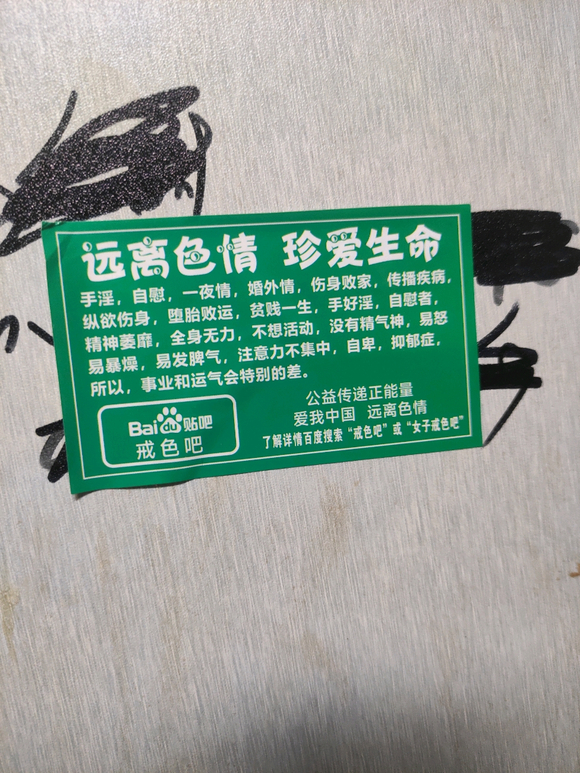 远离色情 珍爱生命
手淫，自慰，一夜情，婚外情，伤身败家，传播疾病，
纵欲伤身，堕胎败运，贫贱一生，手好淫，自慰者，
精神萎靡，全身无力，不想活动，没有精气神，易怒
易暴燥，易发脾气，注意力不集中，自卑，抑郁症，
所以，事业和运气会特别的差。
Bai du 贴吧
戒色吧
公益传递正能量
爱我中国 远离色情
了解详情百度搜索“戒色吧”或“女子戒色吧”